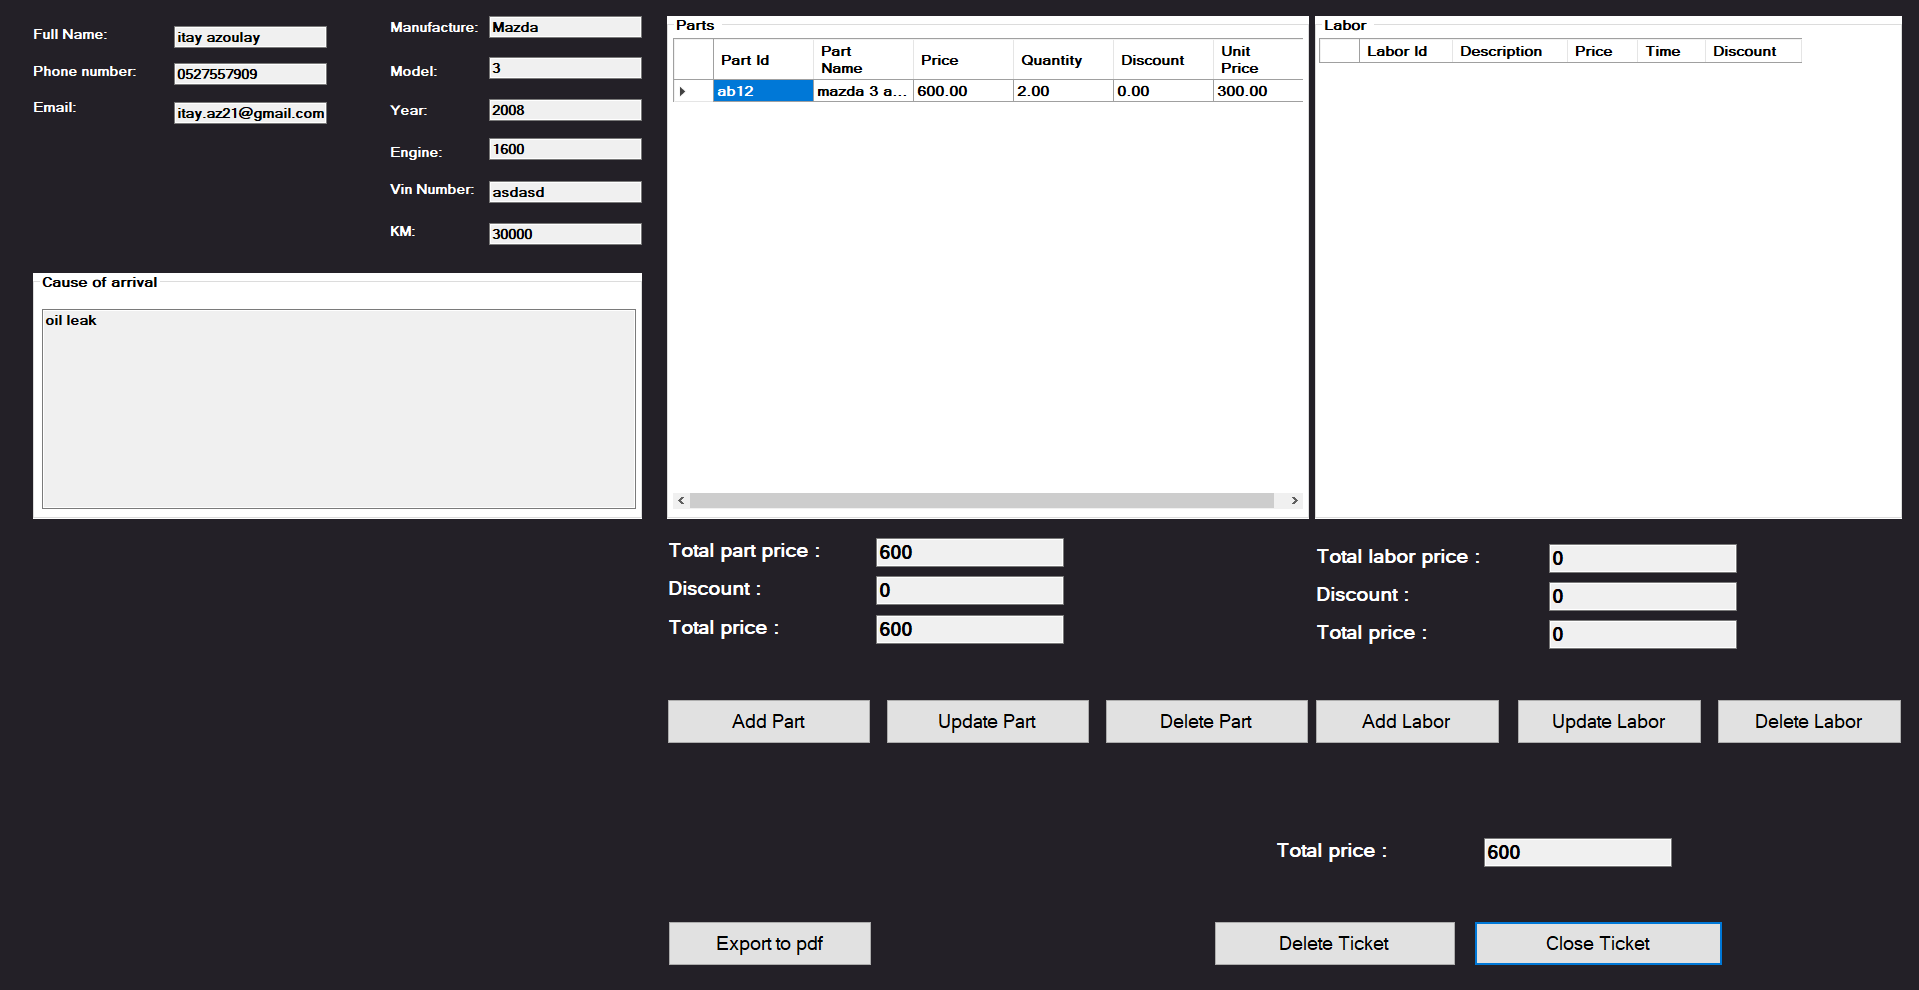 Full Name: itay azoulay
Phone number: 0527557909
Email: itay.az21@gmail.com
Manufacture: Mazda
Model: 3
Year: 2008
Engine: 1600
Vin Number: asdasd
KM: 30000
Cause of arrival
oil leak
Parts
Part Id Part Name Price Quantity Discount Unit Price
ab12 mazda 3 a... 600.00 2.00 0.00 300.00
Labor
Labor Id Description Price Time Discount
Total part price : 600
Discount : 0
Total price : 600
Total labor price : 0
Discount : 0
Total price : 0
Add Part Update Part Delete Part Add Labor Update Labor Delete Labor
Total price : 600
Export to pdf Delete Ticket Close Ticket